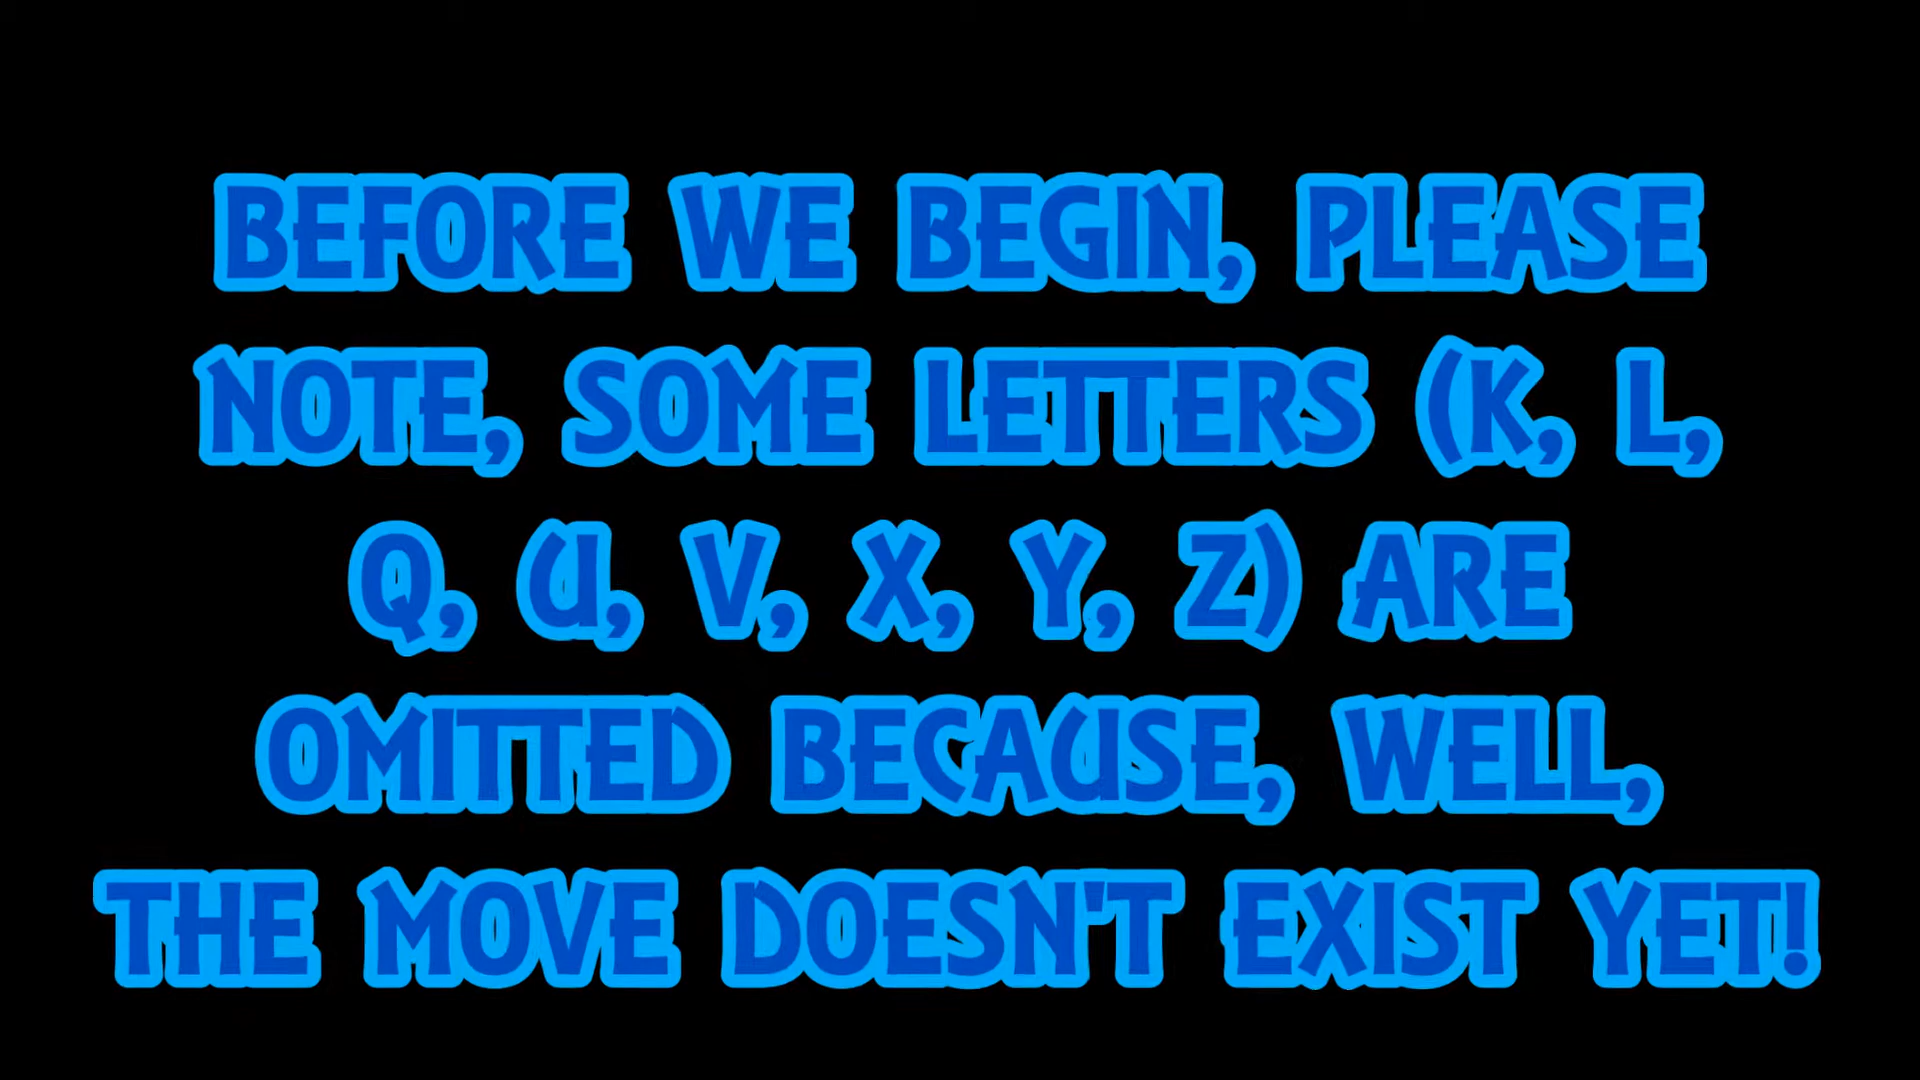 BEFORE WE BEGIN, PLEASE
NOTE, SOME LETTERS (K, L,
Q, U, V, X, Y, Z) ARE
OMITTED BECAUSE, WELL,
THE MOVE DOESN'T EXIST YET!